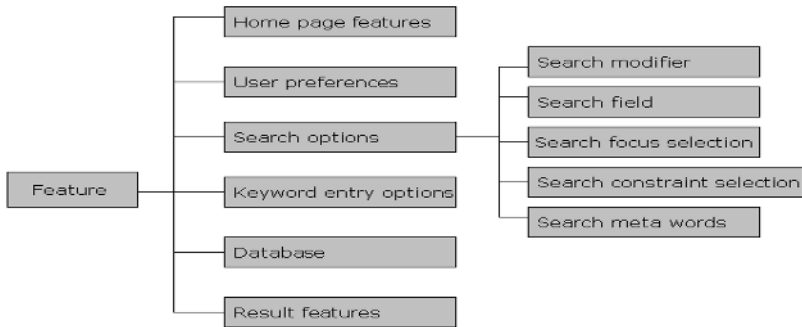 Feature
Home page features
User preferences
Search options
Keyword entry options
Database
Result features
Search modifier
Search field
Search focus selection
Search constraint selection
Search meta words